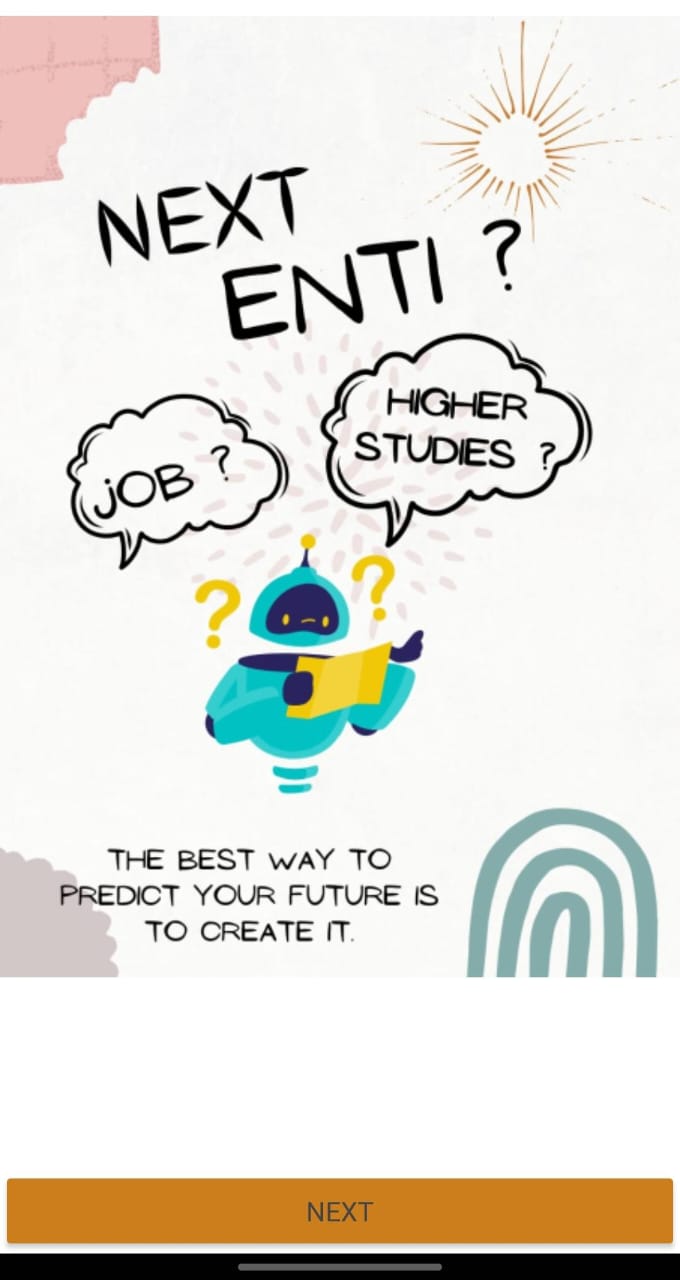 NEXT
ENTI ?
JOB ?
HIGHER
STUDIES ?
? ?
THE BEST WAY TO
PREDICT YOUR FUTURE IS
TO CREATE IT.
NEXT